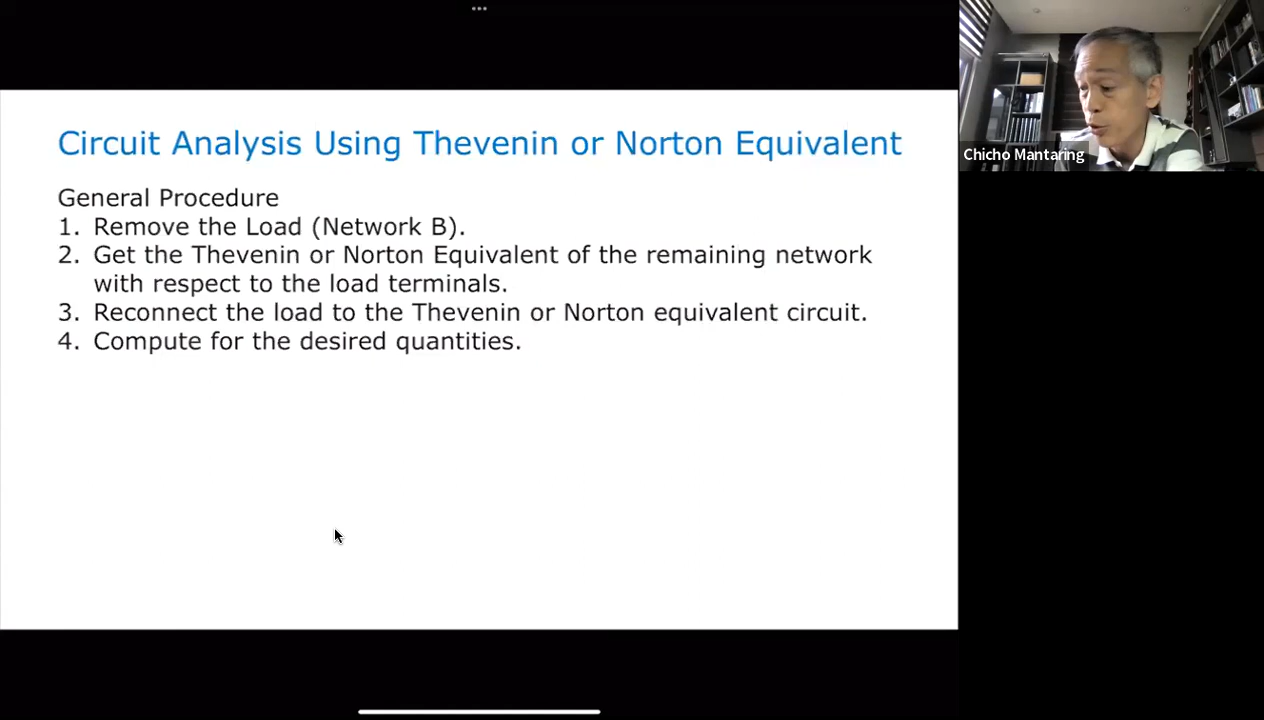 Circuit Analysis Using Thevenin or Norton Equivalent
General Procedure
1. Remove the Load (Network B).
2. Get the Thevenin or Norton Equivalent of the remaining network
with respect to the load terminals.
3. Reconnect the load to the Thevenin or Norton equivalent circuit.
4. Compute for the desired quantities.
Chicho Mantaring